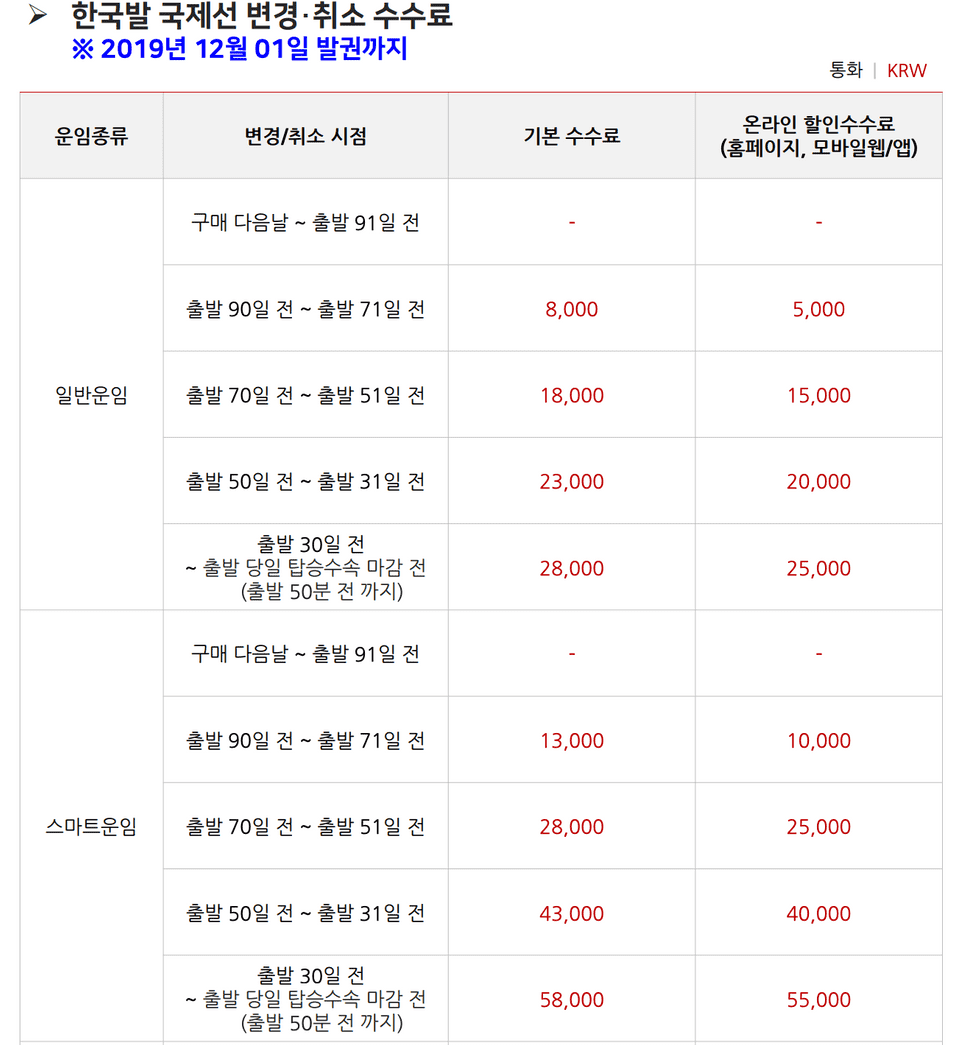 ➢ 한국발 국제선 변경·취소 수수료
※ 2019년 12월 01일 발권까지
통화 | KRW
운임종류 변경/취소 시점 기본 수수료 온라인 할인수수료
(홈페이지, 모바일웹/앱)
일반운임
구매 다음날 ~ 출발 91일 전 - -
출발 90일 전 ~ 출발 71일 전 8,000 5,000
출발 70일 전 ~ 출발 51일 전 18,000 15,000
출발 50일 전 ~ 출발 31일 전 23,000 20,000
출발 30일 전
~ 출발 당일 탑승수속 마감 전 28,000 25,000
(출발 50분 전 까지)
스마트운임
구매 다음날 ~ 출발 91일 전 - -
출발 90일 전 ~ 출발 71일 전 13,000 10,000
출발 70일 전 ~ 출발 51일 전 28,000 25,000
출발 50일 전 ~ 출발 31일 전 43,000 40,000
출발 30일 전
~ 출발 당일 탑승수속 마감 전 58,000 55,000
(출발 50분 전 까지)